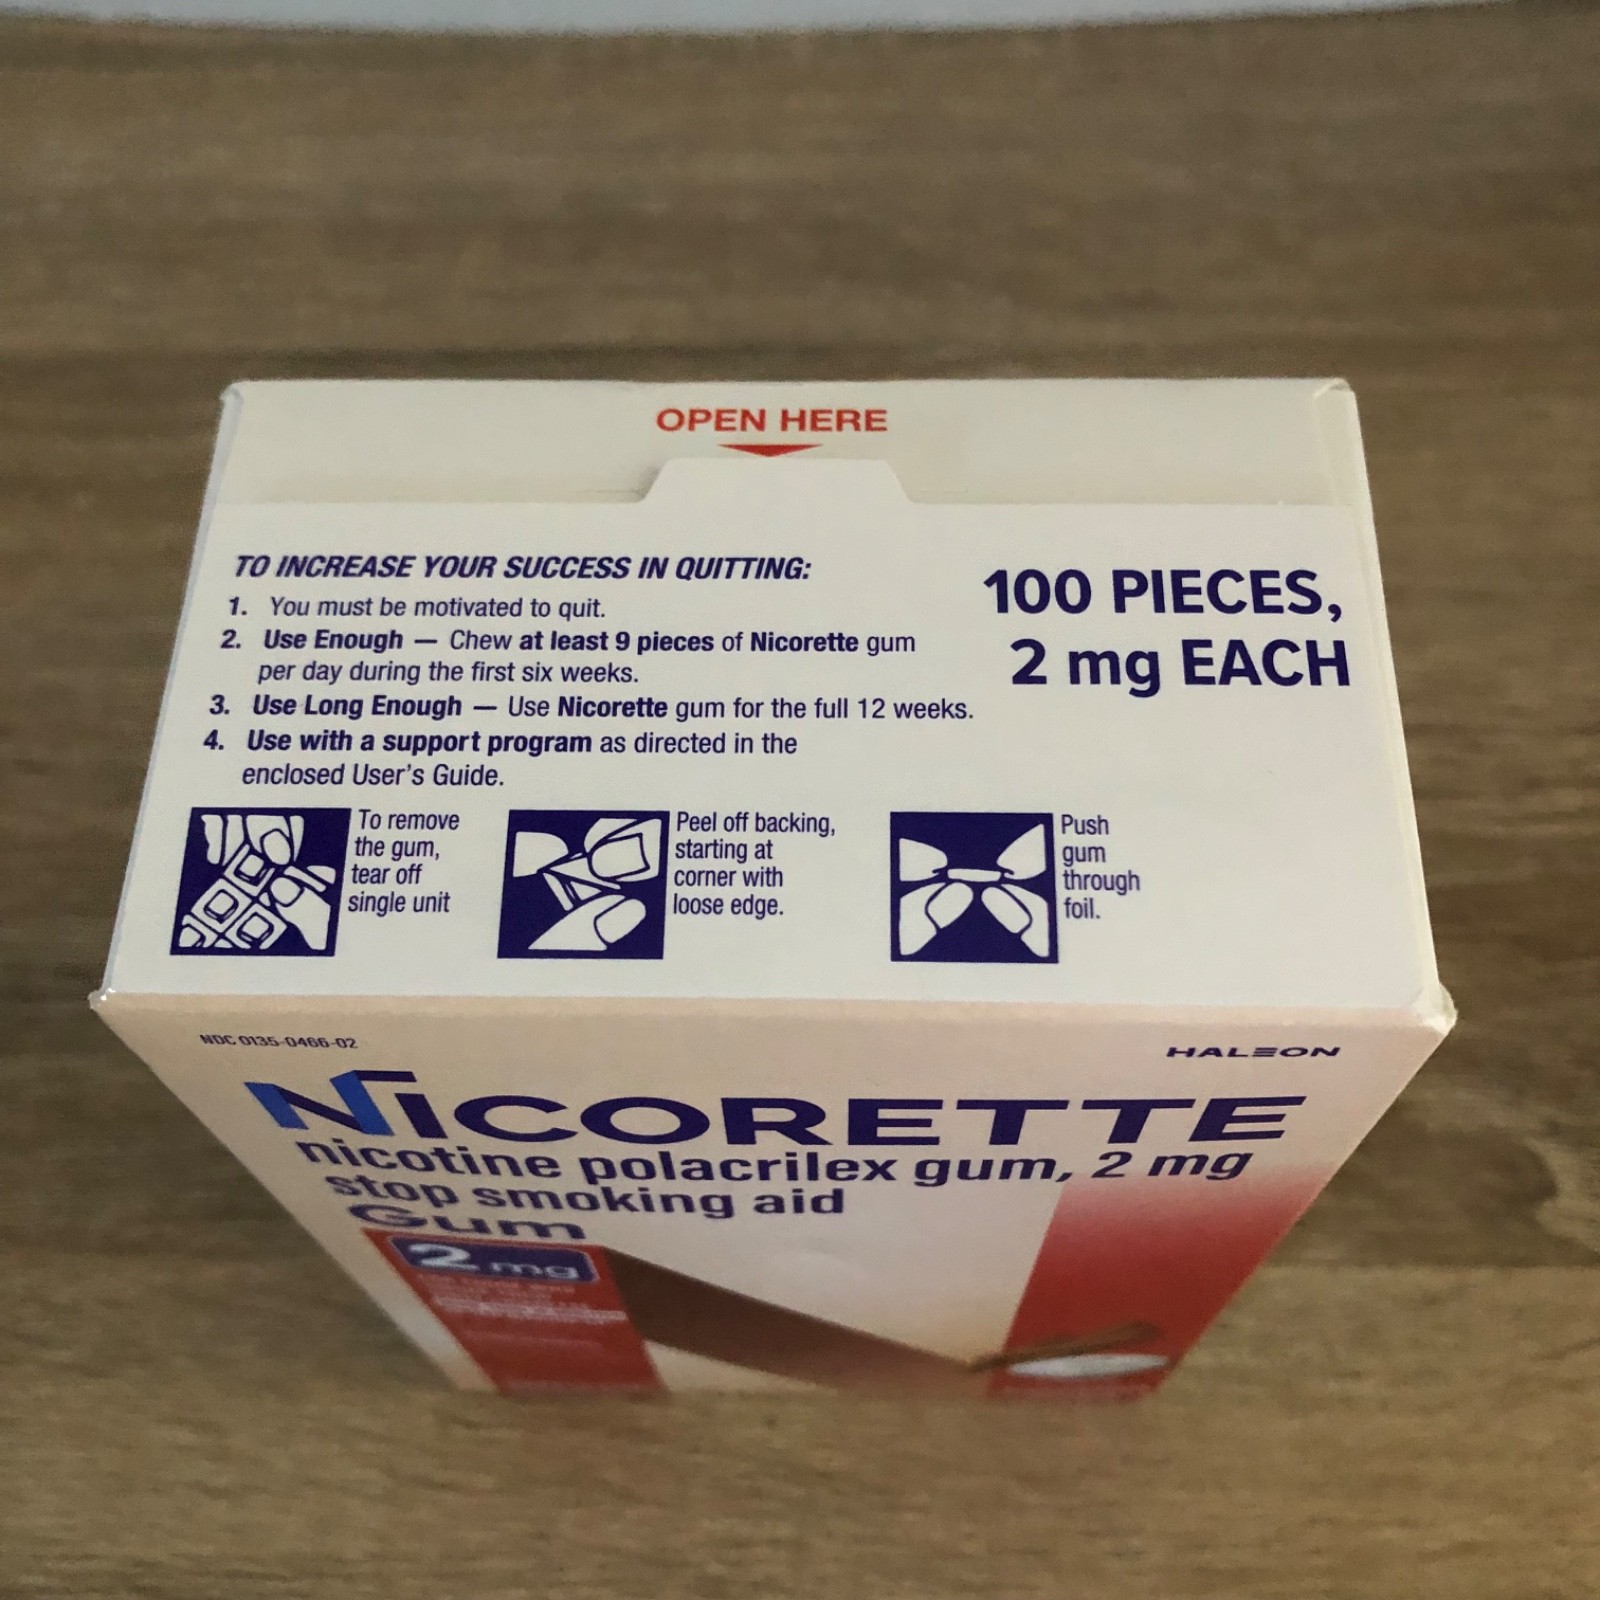 OPEN HERE
TO INCREASE YOUR SUCCESS IN QUITTING:
1. You must be motivated to quit.
2. Use Enough — Chew at least 9 pieces of Nicorette gum
per day during the first six weeks.
3. Use Long Enough — Use Nicorette gum for the full 12 weeks.
4. Use with a support program as directed in the
enclosed User's Guide.
100 PIECES,
2 mg EACH
To remove
the gum,
tear off
single unit
Peel off backing,
starting at
corner with
loose edge.
Push
gum
through
foil.
NDC 0135-0466-02
HALEON
NICORETTE
nicotine polacrilex gum, 2 mg
stop smoking aid
Gum
2 mg